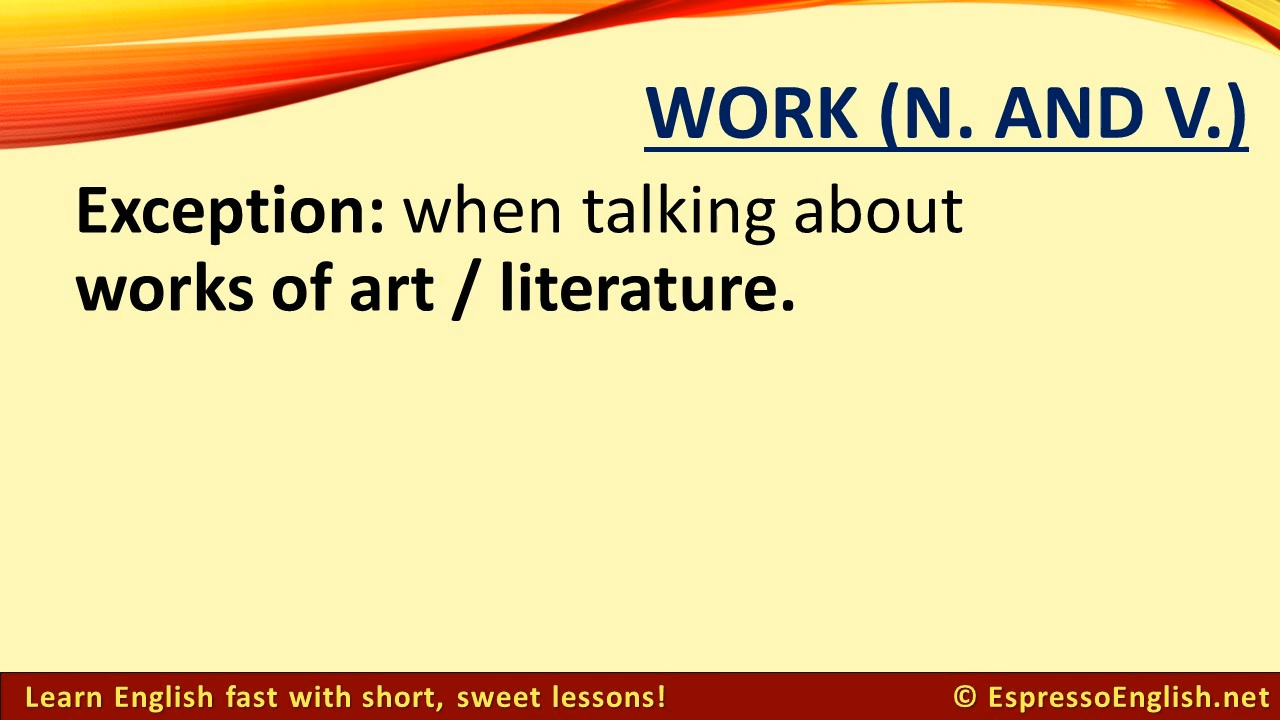 WORK (N. AND V.)
Exception: when talking about
works of art / literature.
Learn English fast with short, sweet lessons!
© EspressoEnglish.net